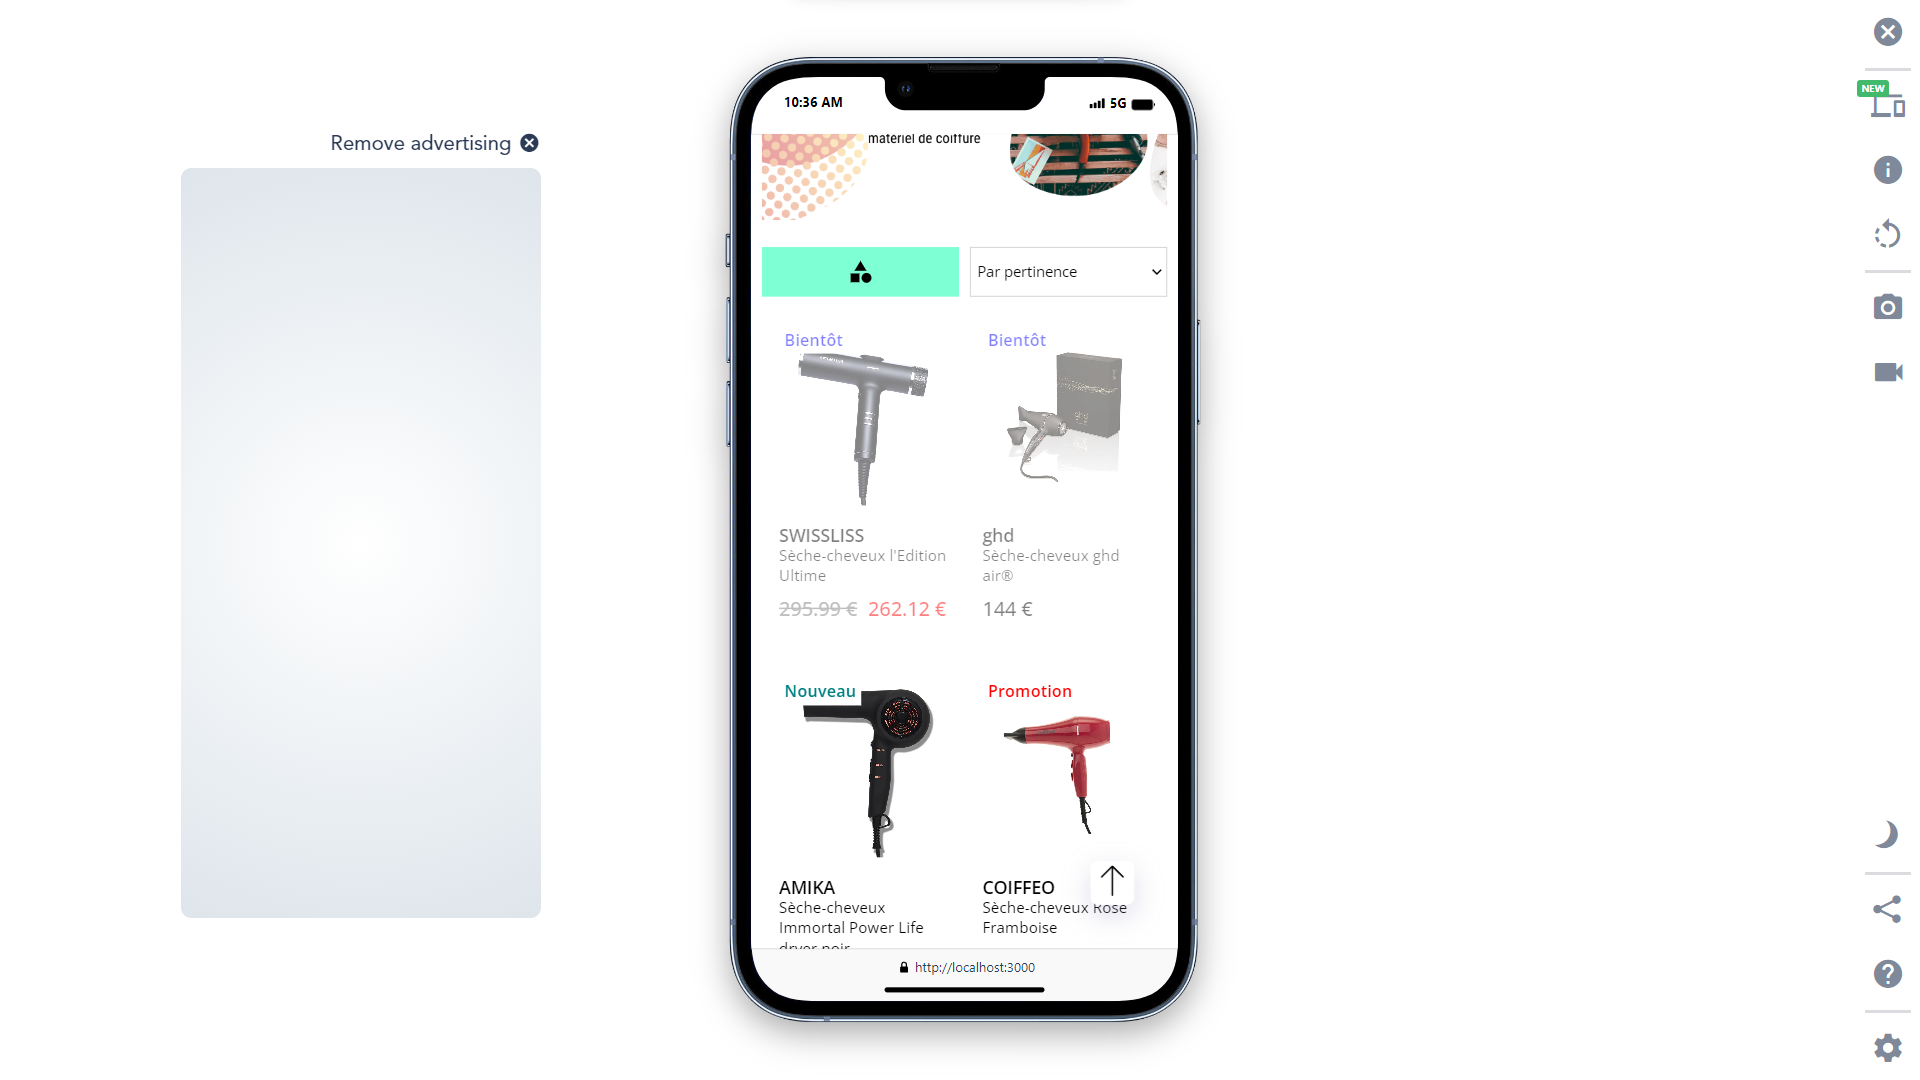 Remove advertising
NEW
10:36 AM
5G
matériel de coiffure
Par pertinence
Bientôt
Bientôt
SWISSLISS
Sèche-cheveux l'Edition
Ultime
295.99 € 262.12 €
ghd
Sèche-cheveux ghd
air®
144 €
Nouveau
Promotion
AMIKA
Sèche-cheveux
Immortal Power Life
dryer noir
COIFFEO
Sèche-cheveux Rose
Framboise
http://localhost:3000